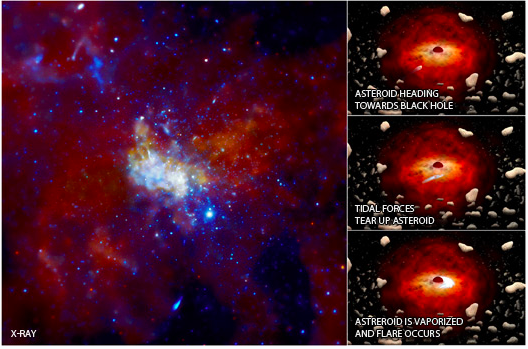 X-RAY
ASTEROID HEADING
TOWARDS BLACK HOLE
TIDAL FORCES
TEAR UP ASTEROID
ASTREROID IS VAPORIZED
AND FLARE OCCURS